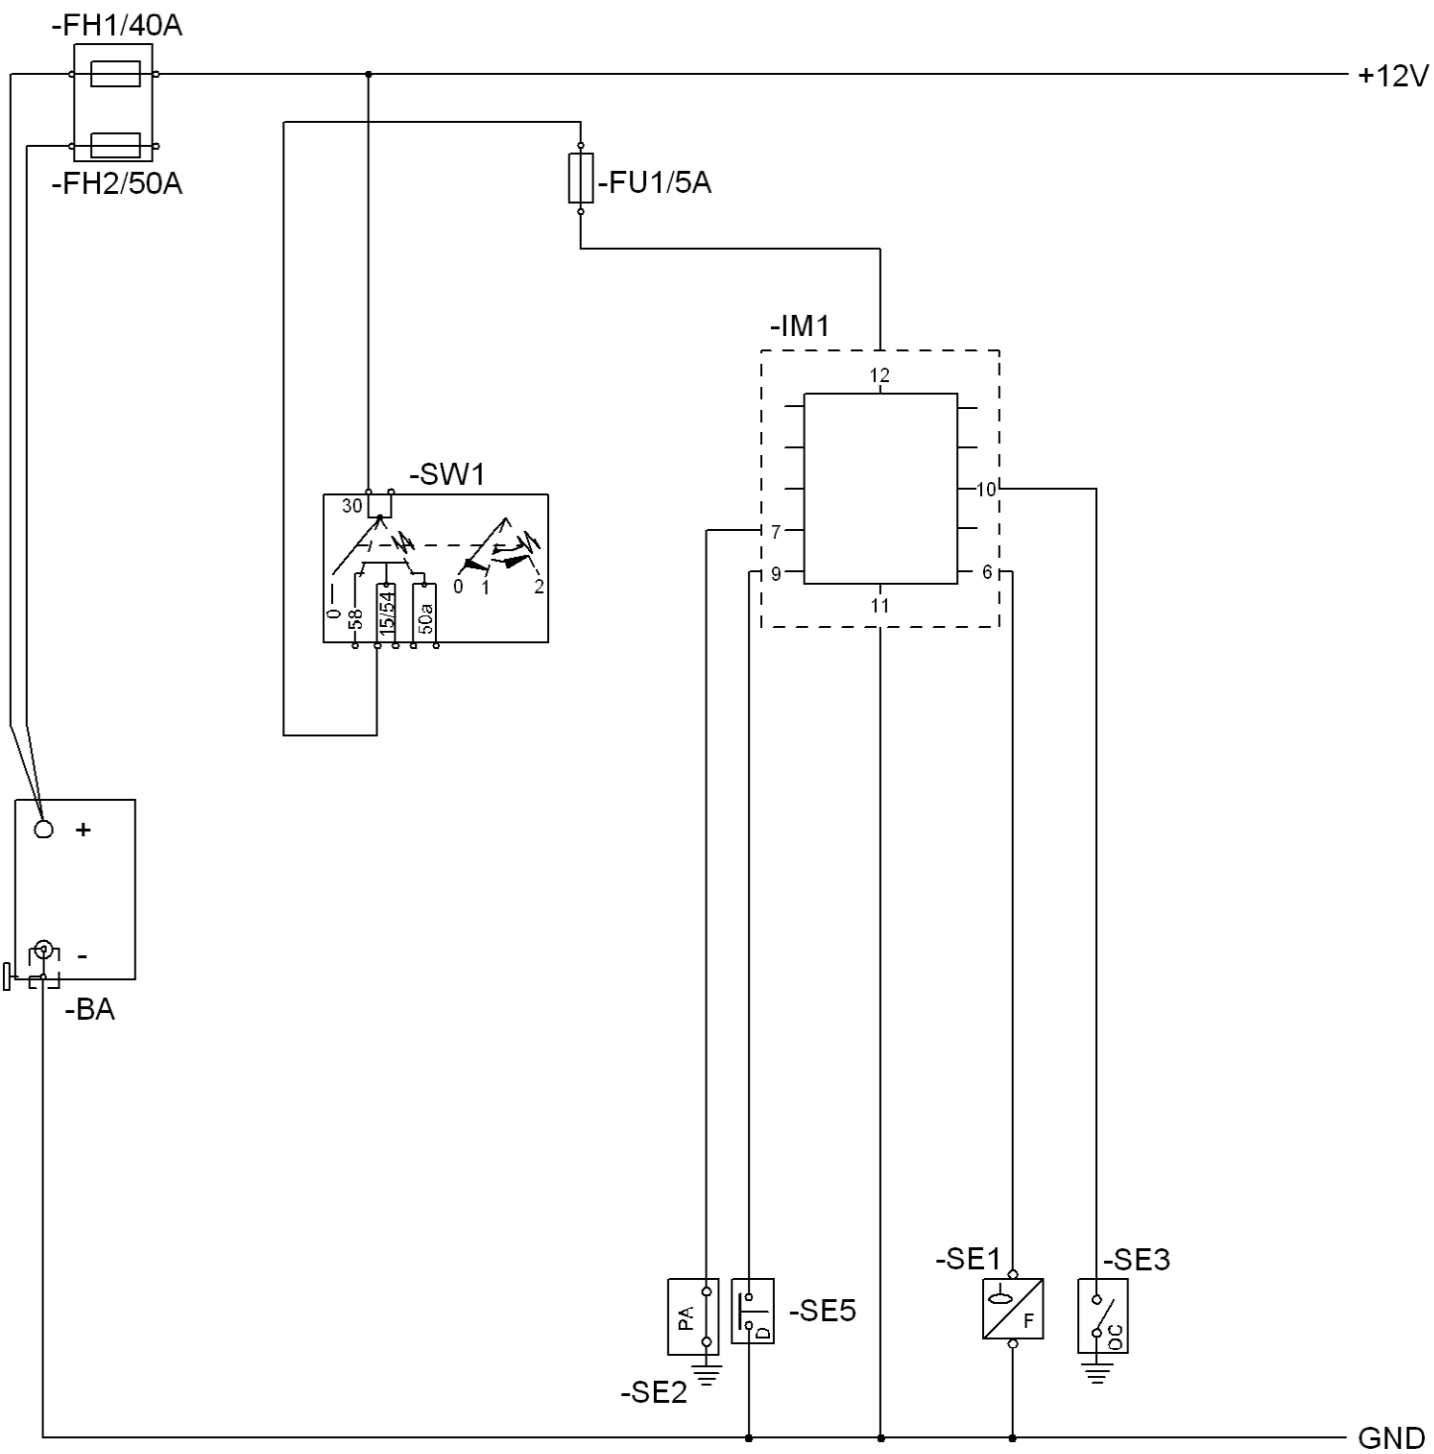 -FH1/40A
+12V
-FH2/50A
-FU1/5A
-IM1
12
-SW1
30
10
7
9
6
0
1
2
0
58
15/54
50a
11
+
-
-BA
-SE1
-SE3
PA
D
-SE5
F
OC
-SE2
GND